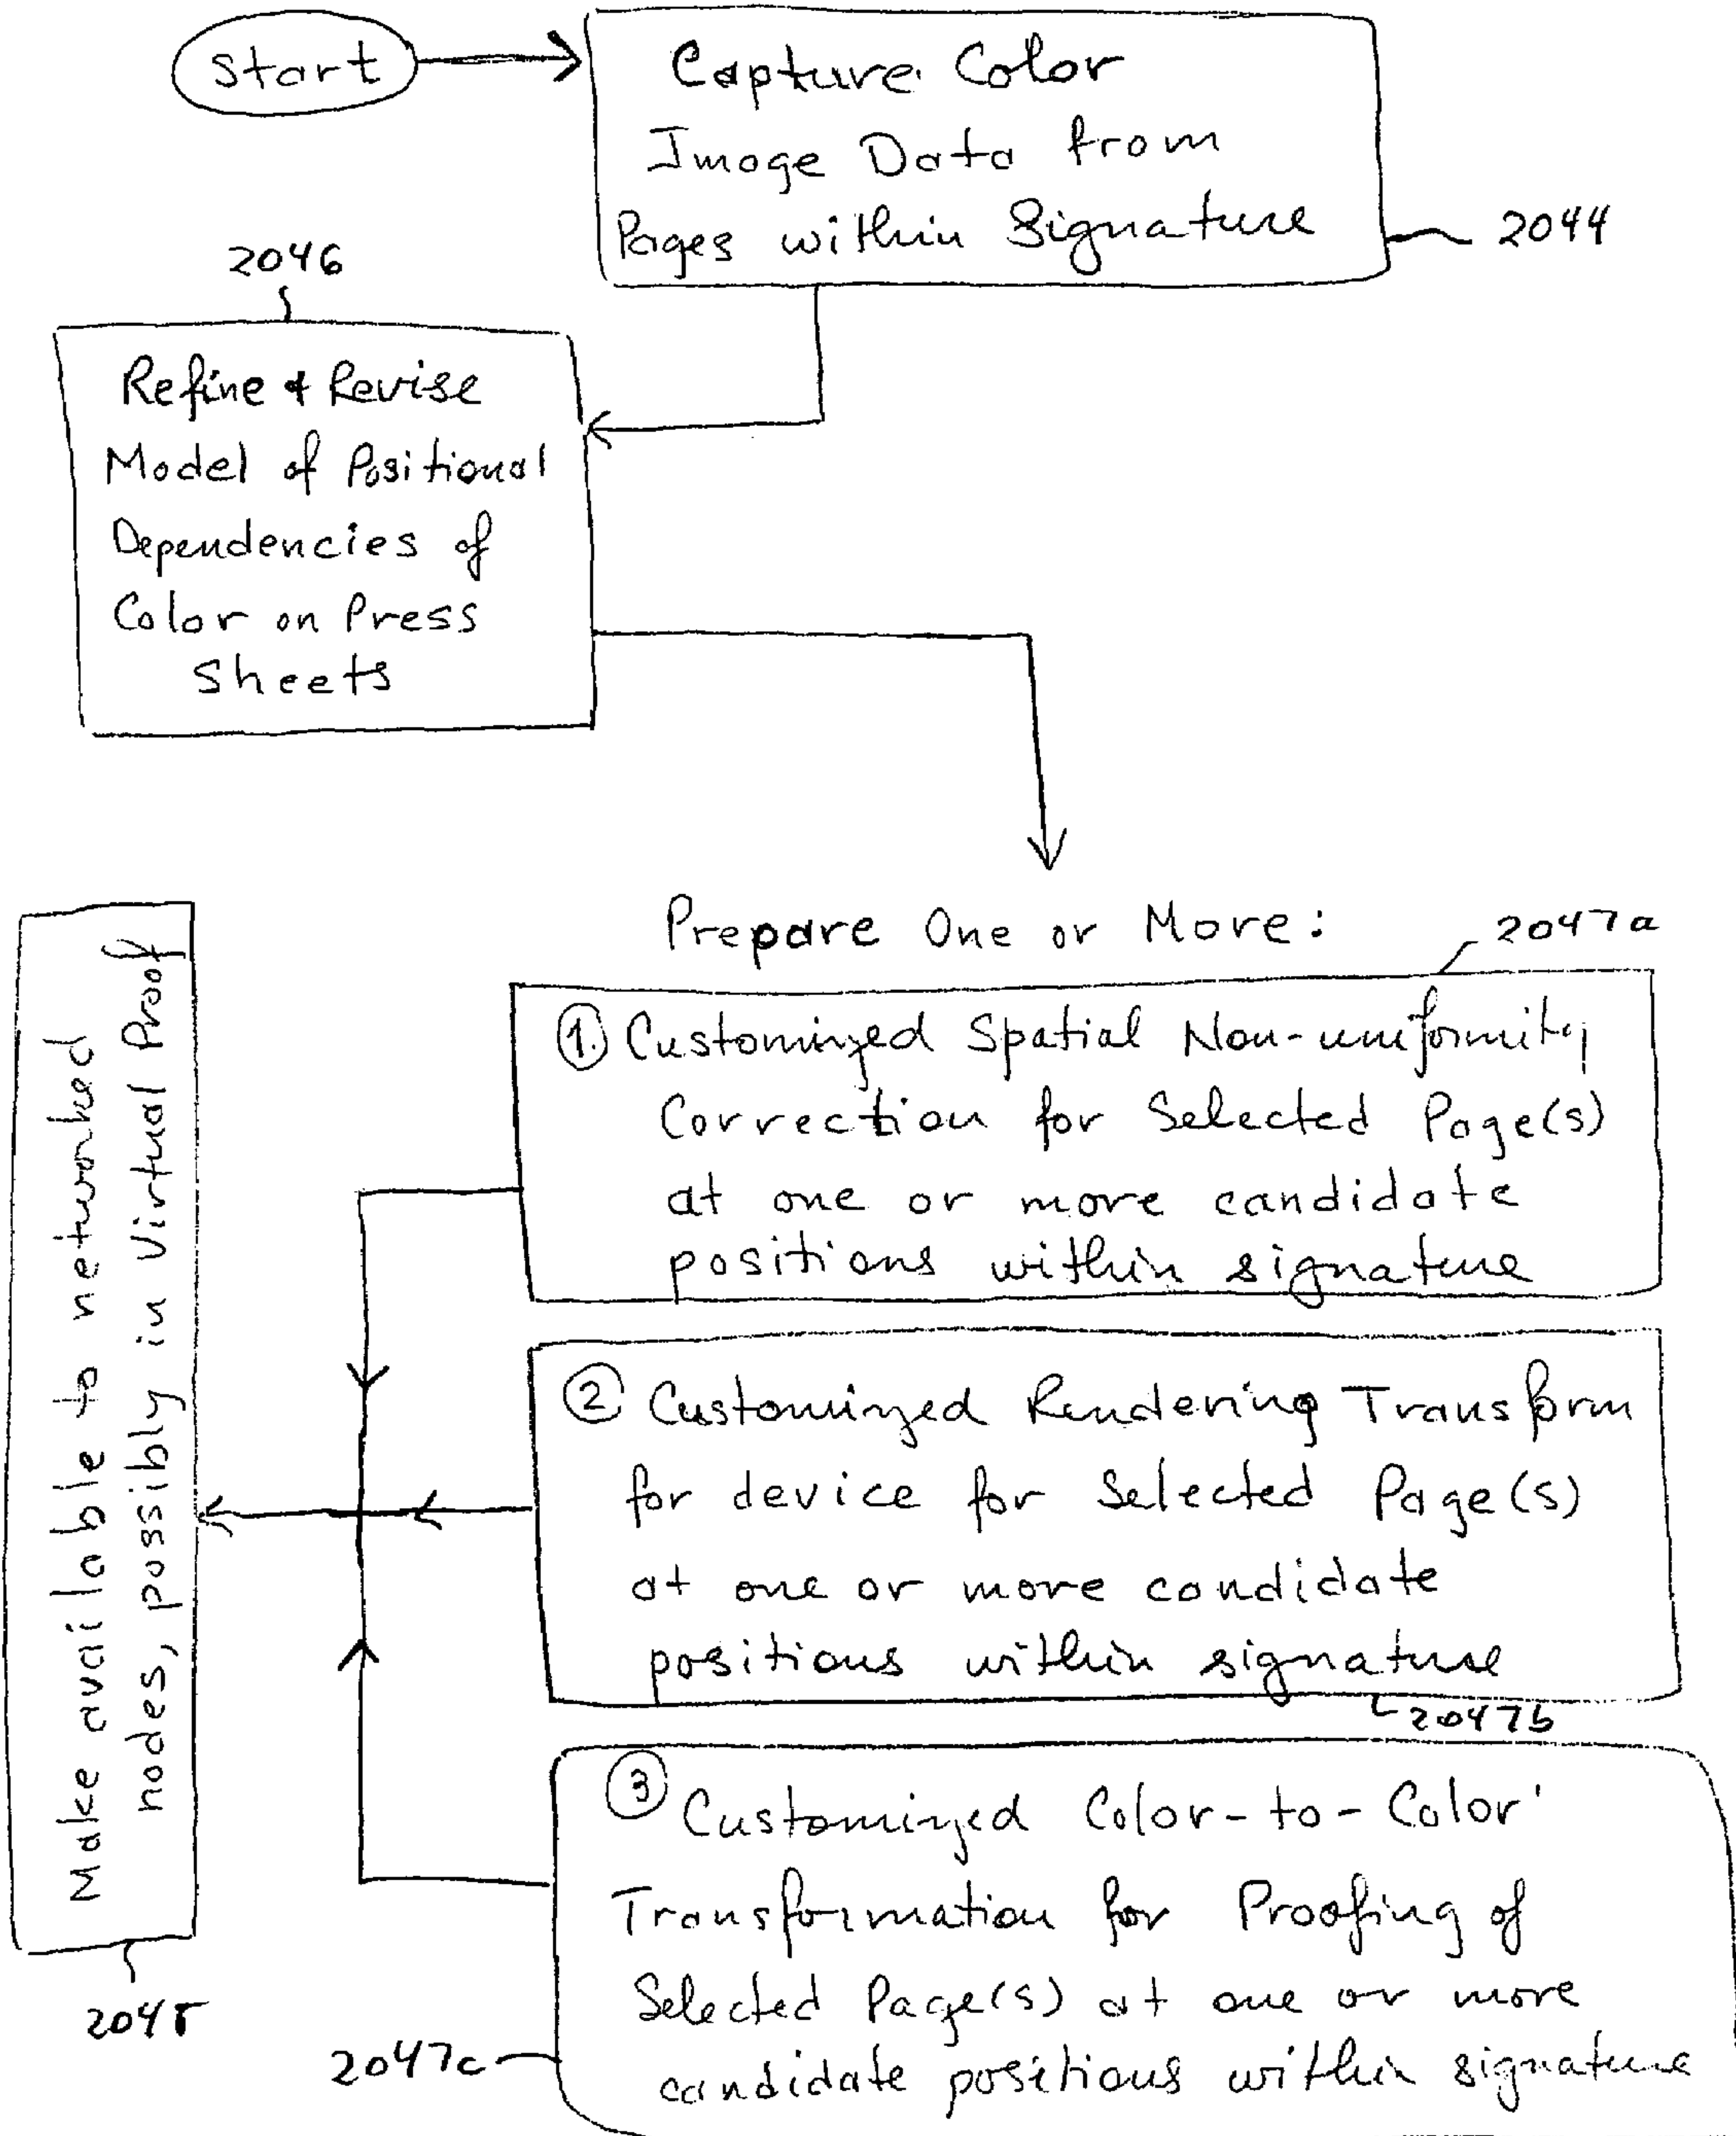 Start
Capture Color
Image Data from
Pages within Signature
2044
2046
Refine & Revise
Model of Positional
Dependencies of
Color on Press
Sheets
Prepare One or More:
2047a
1. Customized Spatial Non-uniformity
Correction for Selected Page(s)
at one or more candidate
positions within signature
2 Customized Rendering Transform
for device for Selected Page(s)
at one or more candidate
positions within signature
2047b
3 Customized Color-to-Color'
Transformation for Proofing of
Selected Page(s) at one or more
candidate positions within signature
2047c
Make available to networked
nodes, possibly in Virtual Proof